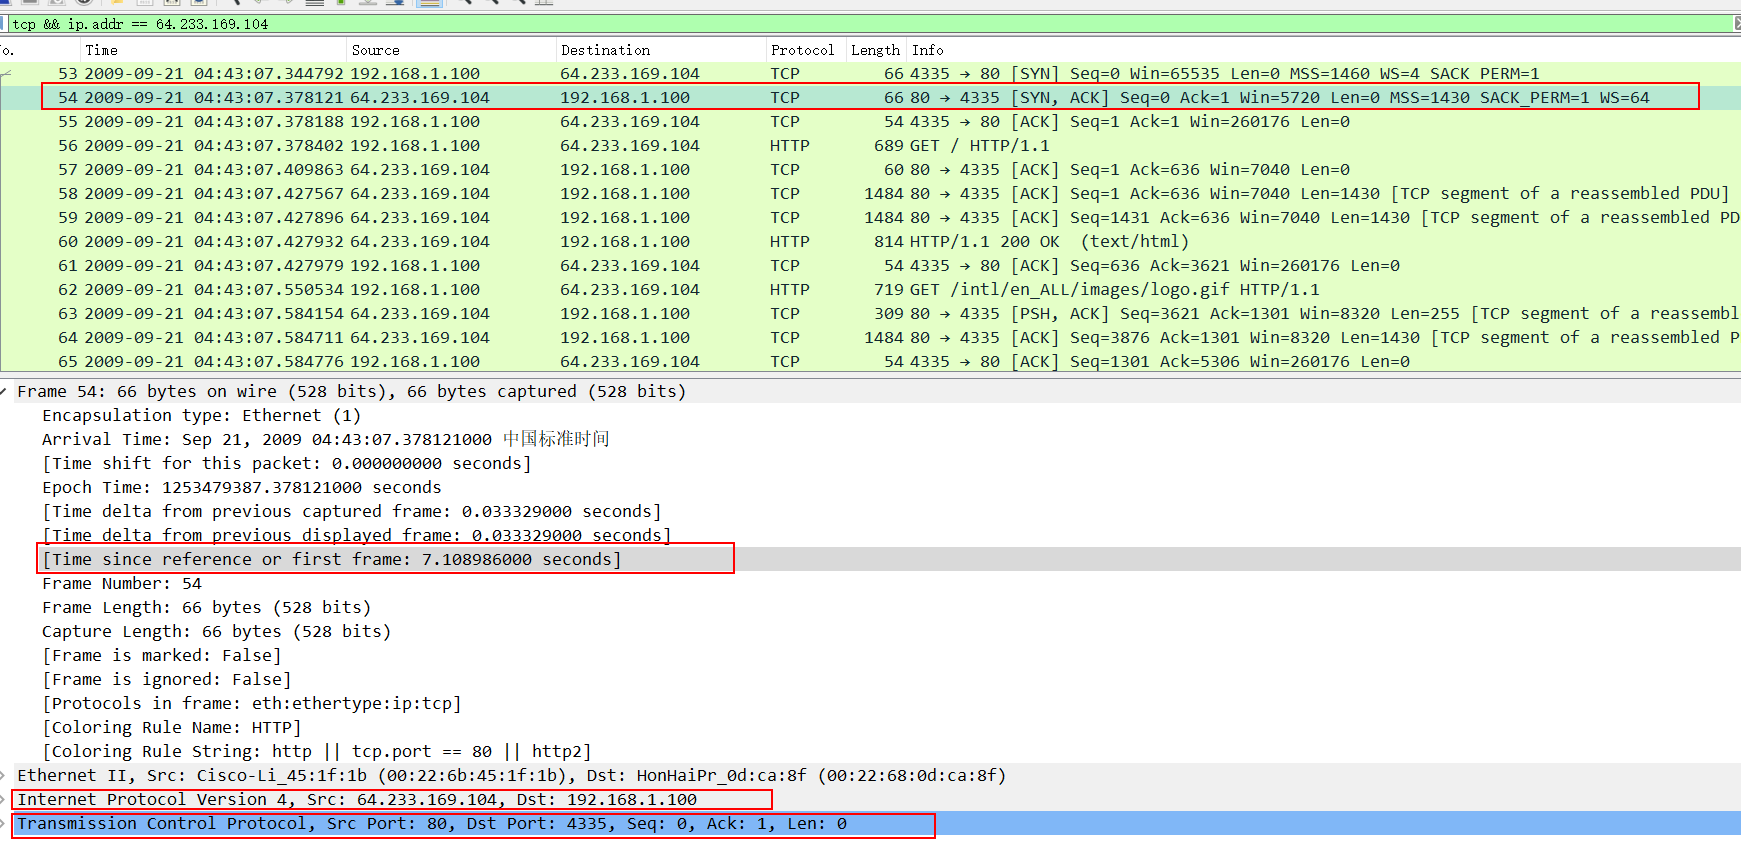 tcp && ip.addr == 64.233.169.104
o. Time Source Destination Protocol Length Info
53 2009-09-21 04:43:07.344792 192.168.1.100 64.233.169.104 TCP 66 4335 → 80 [SYN] Seq=0 Win=65535 Len=0 MSS=1460 WS=4 SACK_PERM=1
54 2009-09-21 04:43:07.378121 64.233.169.104 192.168.1.100 TCP 66 80 → 4335 [SYN, ACK] Seq=0 Ack=1 Win=5720 Len=0 MSS=1430 SACK_PERM=1 WS=64
55 2009-09-21 04:43:07.378188 192.168.1.100 64.233.169.104 TCP 54 4335 → 80 [ACK] Seq=1 Ack=1 Win=260176 Len=0
56 2009-09-21 04:43:07.378402 192.168.1.100 64.233.169.104 HTTP 689 GET / HTTP/1.1
57 2009-09-21 04:43:07.409863 64.233.169.104 192.168.1.100 TCP 60 80 → 4335 [ACK] Seq=1 Ack=636 Win=7040 Len=0
58 2009-09-21 04:43:07.427567 64.233.169.104 192.168.1.100 TCP 1484 80 → 4335 [ACK] Seq=1 Ack=636 Win=7040 Len=1430 [TCP segment of a reassembled PDU]
59 2009-09-21 04:43:07.427896 64.233.169.104 192.168.1.100 TCP 1484 80 → 4335 [ACK] Seq=1431 Ack=636 Win=7040 Len=1430 [TCP segment of a reassembled PD
60 2009-09-21 04:43:07.427932 64.233.169.104 192.168.1.100 HTTP 814 HTTP/1.1 200 OK (text/html)
61 2009-09-21 04:43:07.427979 192.168.1.100 64.233.169.104 TCP 54 4335 → 80 [ACK] Seq=636 Ack=3621 Win=260176 Len=0
62 2009-09-21 04:43:07.550534 192.168.1.100 64.233.169.104 HTTP 719 GET /intl/en_ALL/images/logo.gif HTTP/1.1
63 2009-09-21 04:43:07.584154 64.233.169.104 192.168.1.100 TCP 309 80 → 4335 [PSH, ACK] Seq=3621 Ack=1301 Win=8320 Len=255 [TCP segment of a reassembl
64 2009-09-21 04:43:07.584711 64.233.169.104 192.168.1.100 TCP 1484 80 → 4335 [ACK] Seq=3876 Ack=1301 Win=8320 Len=1430 [TCP segment of a reassembled P
65 2009-09-21 04:43:07.584776 192.168.1.100 64.233.169.104 TCP 54 4335 → 80 [ACK] Seq=1301 Ack=5306 Win=260176 Len=0
Frame 54: 66 bytes on wire (528 bits), 66 bytes captured (528 bits)
Encapsulation type: Ethernet (1)
Arrival Time: Sep 21, 2009 04:43:07.378121000 中国标准时间
[Time shift for this packet: 0.000000000 seconds]
Epoch Time: 1253479387.378121000 seconds
[Time delta from previous captured frame: 0.033329000 seconds]
[Time delta from previous displayed frame: 0.033329000 seconds]
[Time since reference or first frame: 7.108986000 seconds]
Frame Number: 54
Frame Length: 66 bytes (528 bits)
Capture Length: 66 bytes (528 bits)
[Frame is marked: False]
[Frame is ignored: False]
[Protocols in frame: eth:ethertype:ip:tcp]
[Coloring Rule Name: HTTP]
[Coloring Rule String: http || tcp.port == 80 || http2]
Ethernet II, Src: Cisco-Li_45:1f:1b (00:22:6b:45:1f:1b), Dst: HonHaiPr_0d:ca:8f (00:22:68:0d:ca:8f)
Internet Protocol Version 4, Src: 64.233.169.104, Dst: 192.168.1.100
Transmission Control Protocol, Src Port: 80, Dst Port: 4335, Seq: 0, Ack: 1, Len: 0